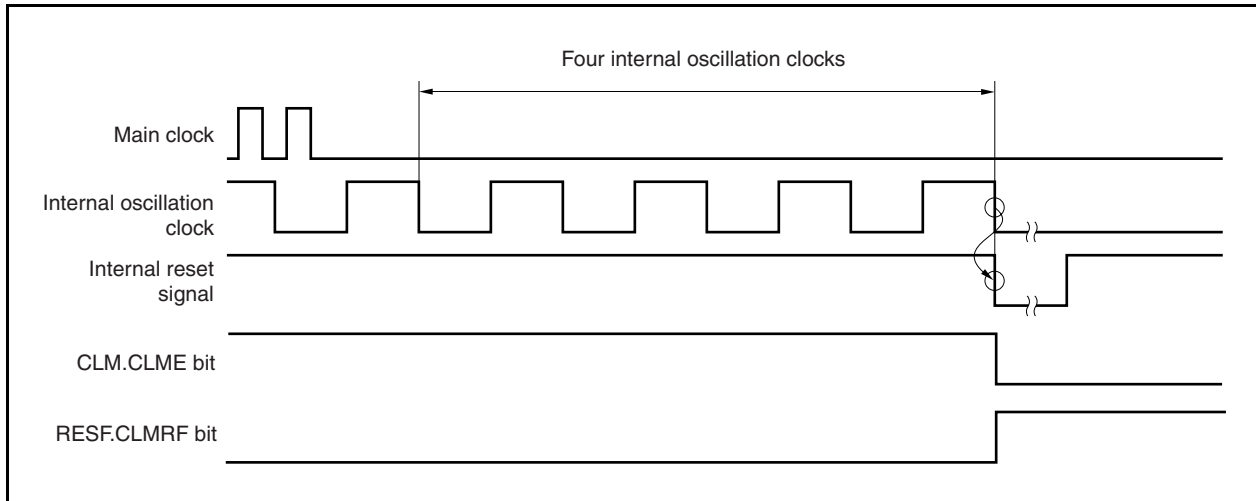 Four internal oscillation clocks
Main clock
Internal oscillation
clock
Internal reset
signal
CLM.CLME bit
RESF.CLMRF bit